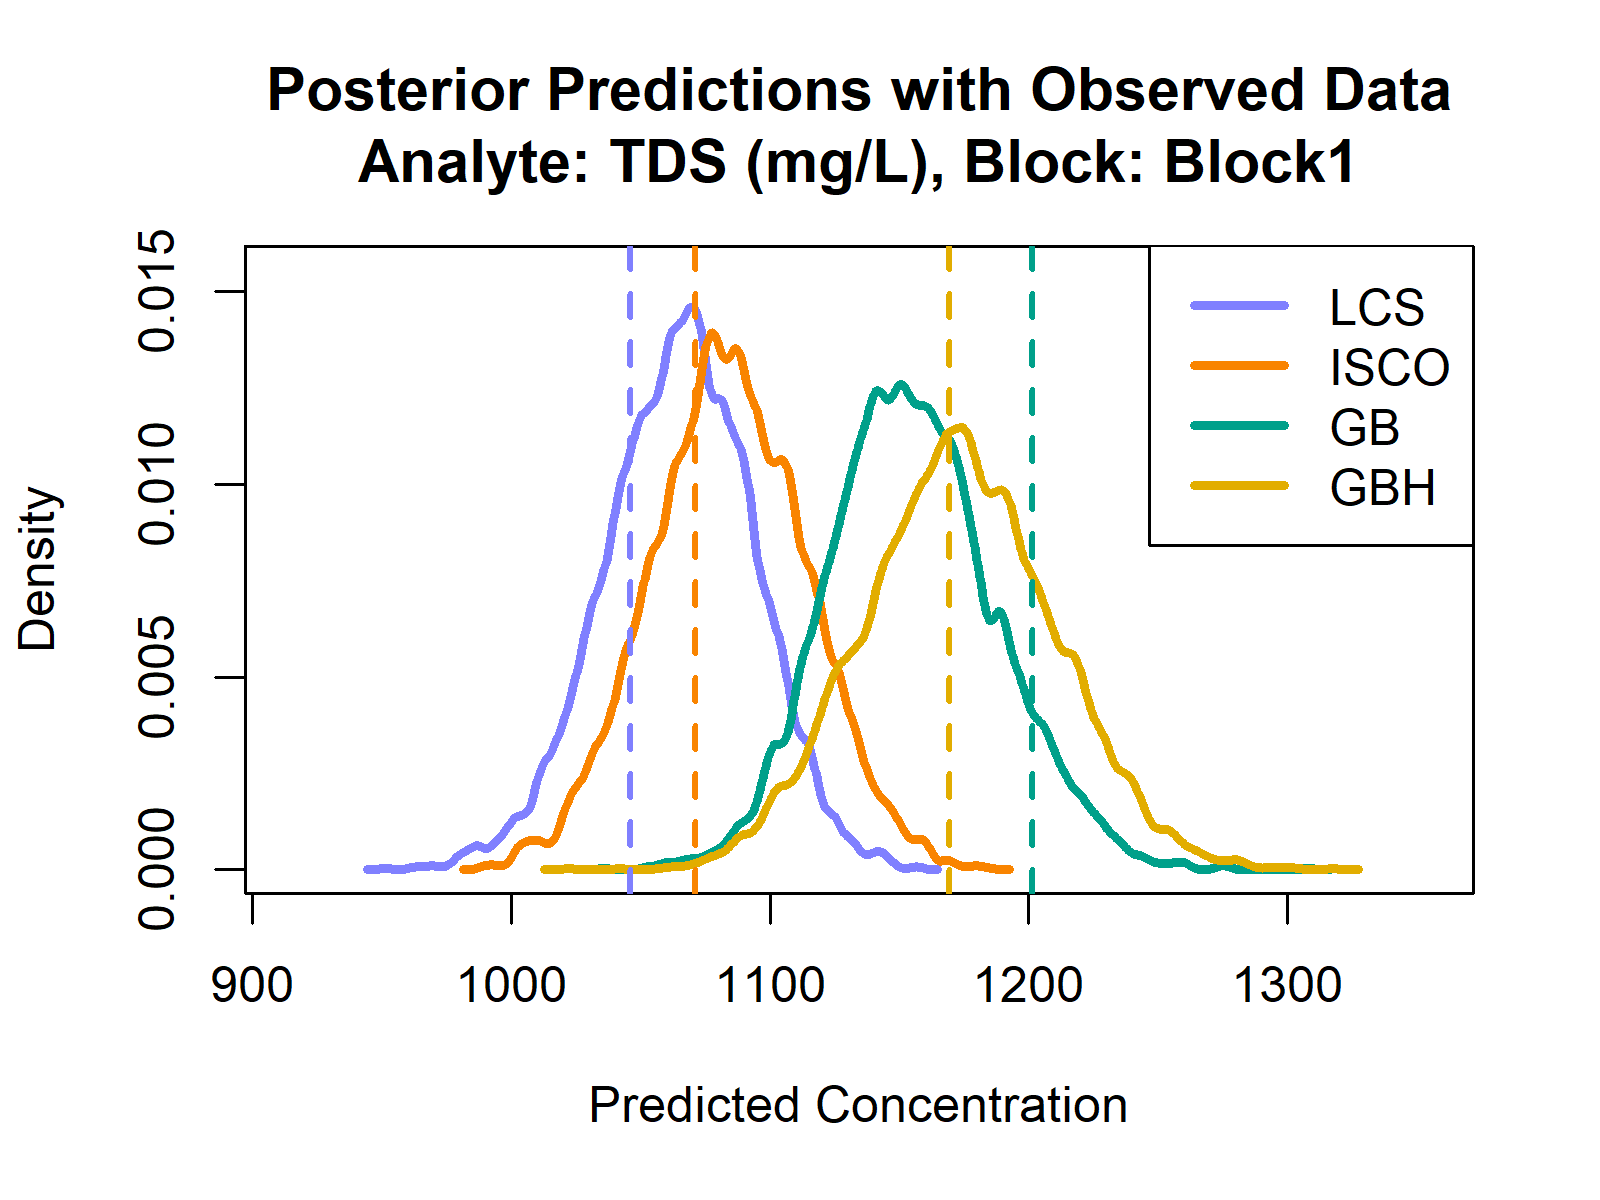 Posterior Predictions with Observed Data
Analyte: TDS (mg/L), Block: Block1
0.015
0.010
0.005
0.000
Density
LCS
ISCO
GB
GBH
900 1000 1100 1200 1300
Predicted Concentration